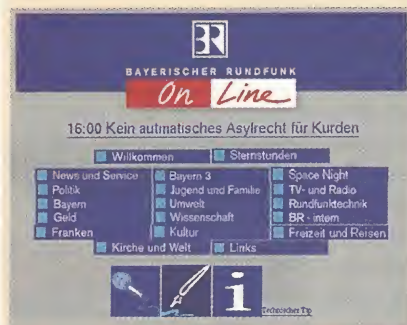 BR
BAYERISCHER RUNDFUNK
On Line
16:00 Kein autmatisches Asylrecht für Kurden
Willkommen Sternstunden
News und Service Bayern 3 Space Night
Politik Jugend und Familie TV- und Radio
Bayern Umwelt Rundfunktechnik
Geld Wissenschaft BR - intern
Franken Kultur Freizeit und Reisen
Kirche und Welt Links
i Technischer Tip